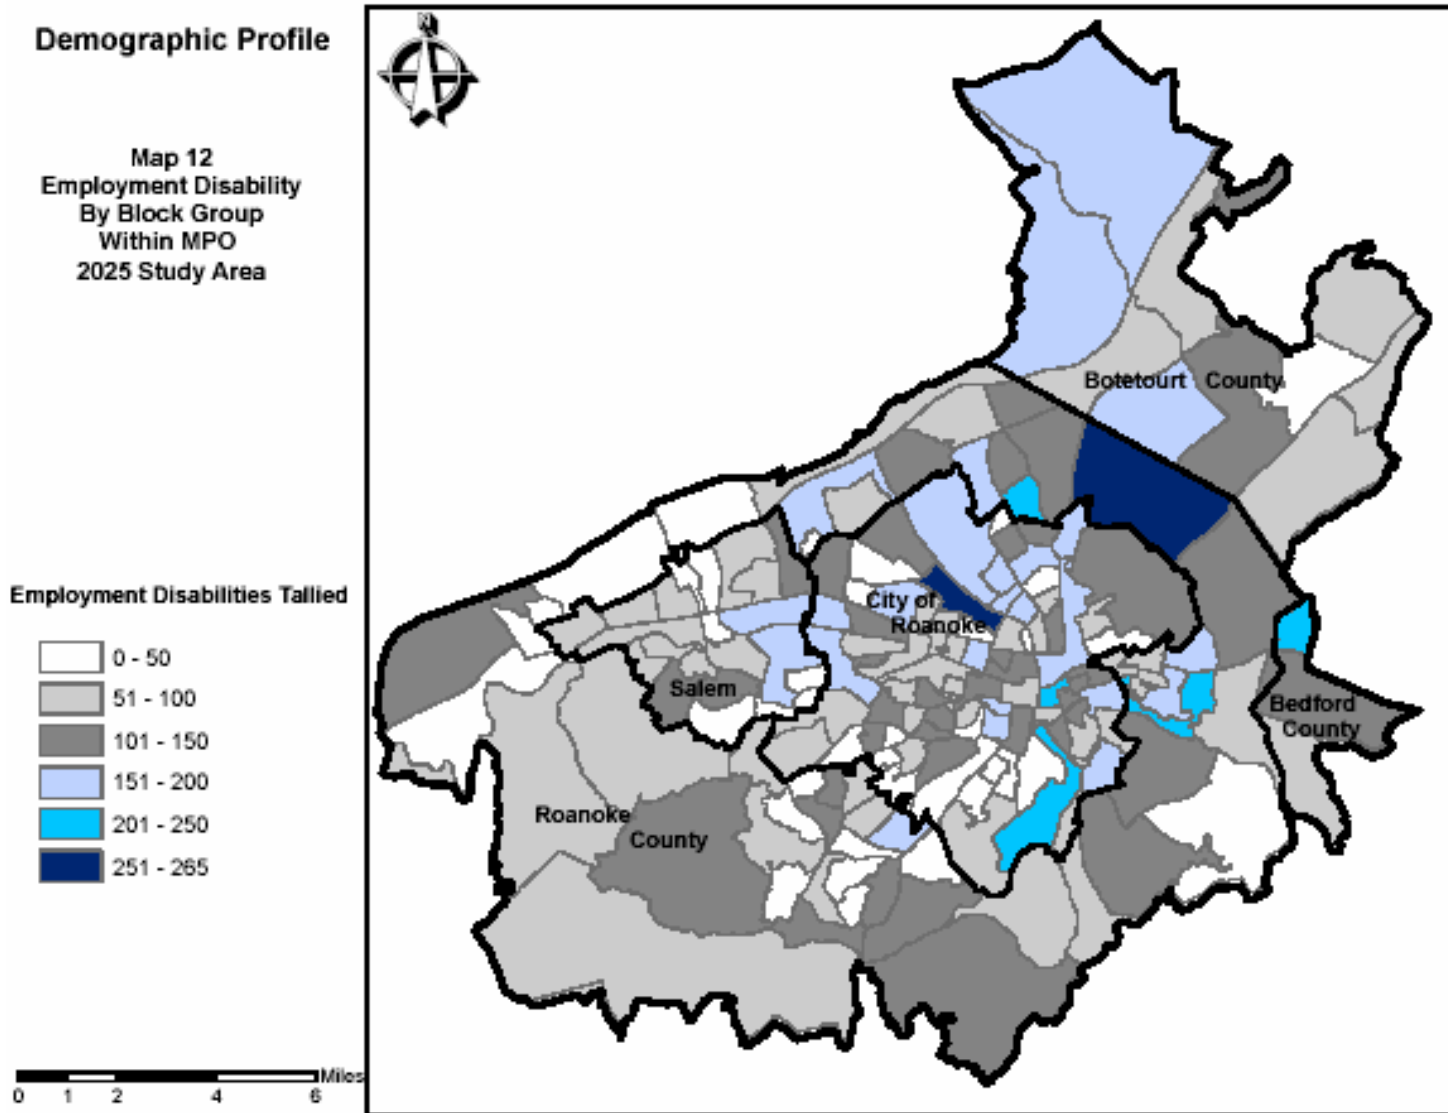 Demographic Profile
Map 12
Employment Disability
By Block Group
Within MPO
2025 Study Area
Employment Disabilities Tallied
0 - 50
51 - 100
101 - 150
151 - 200
201 - 250
251 - 265
Miles
0 1 2 4 6
N
Botetourt County
City of
Roanoke
Salem
Bedford
County
Roanoke
County